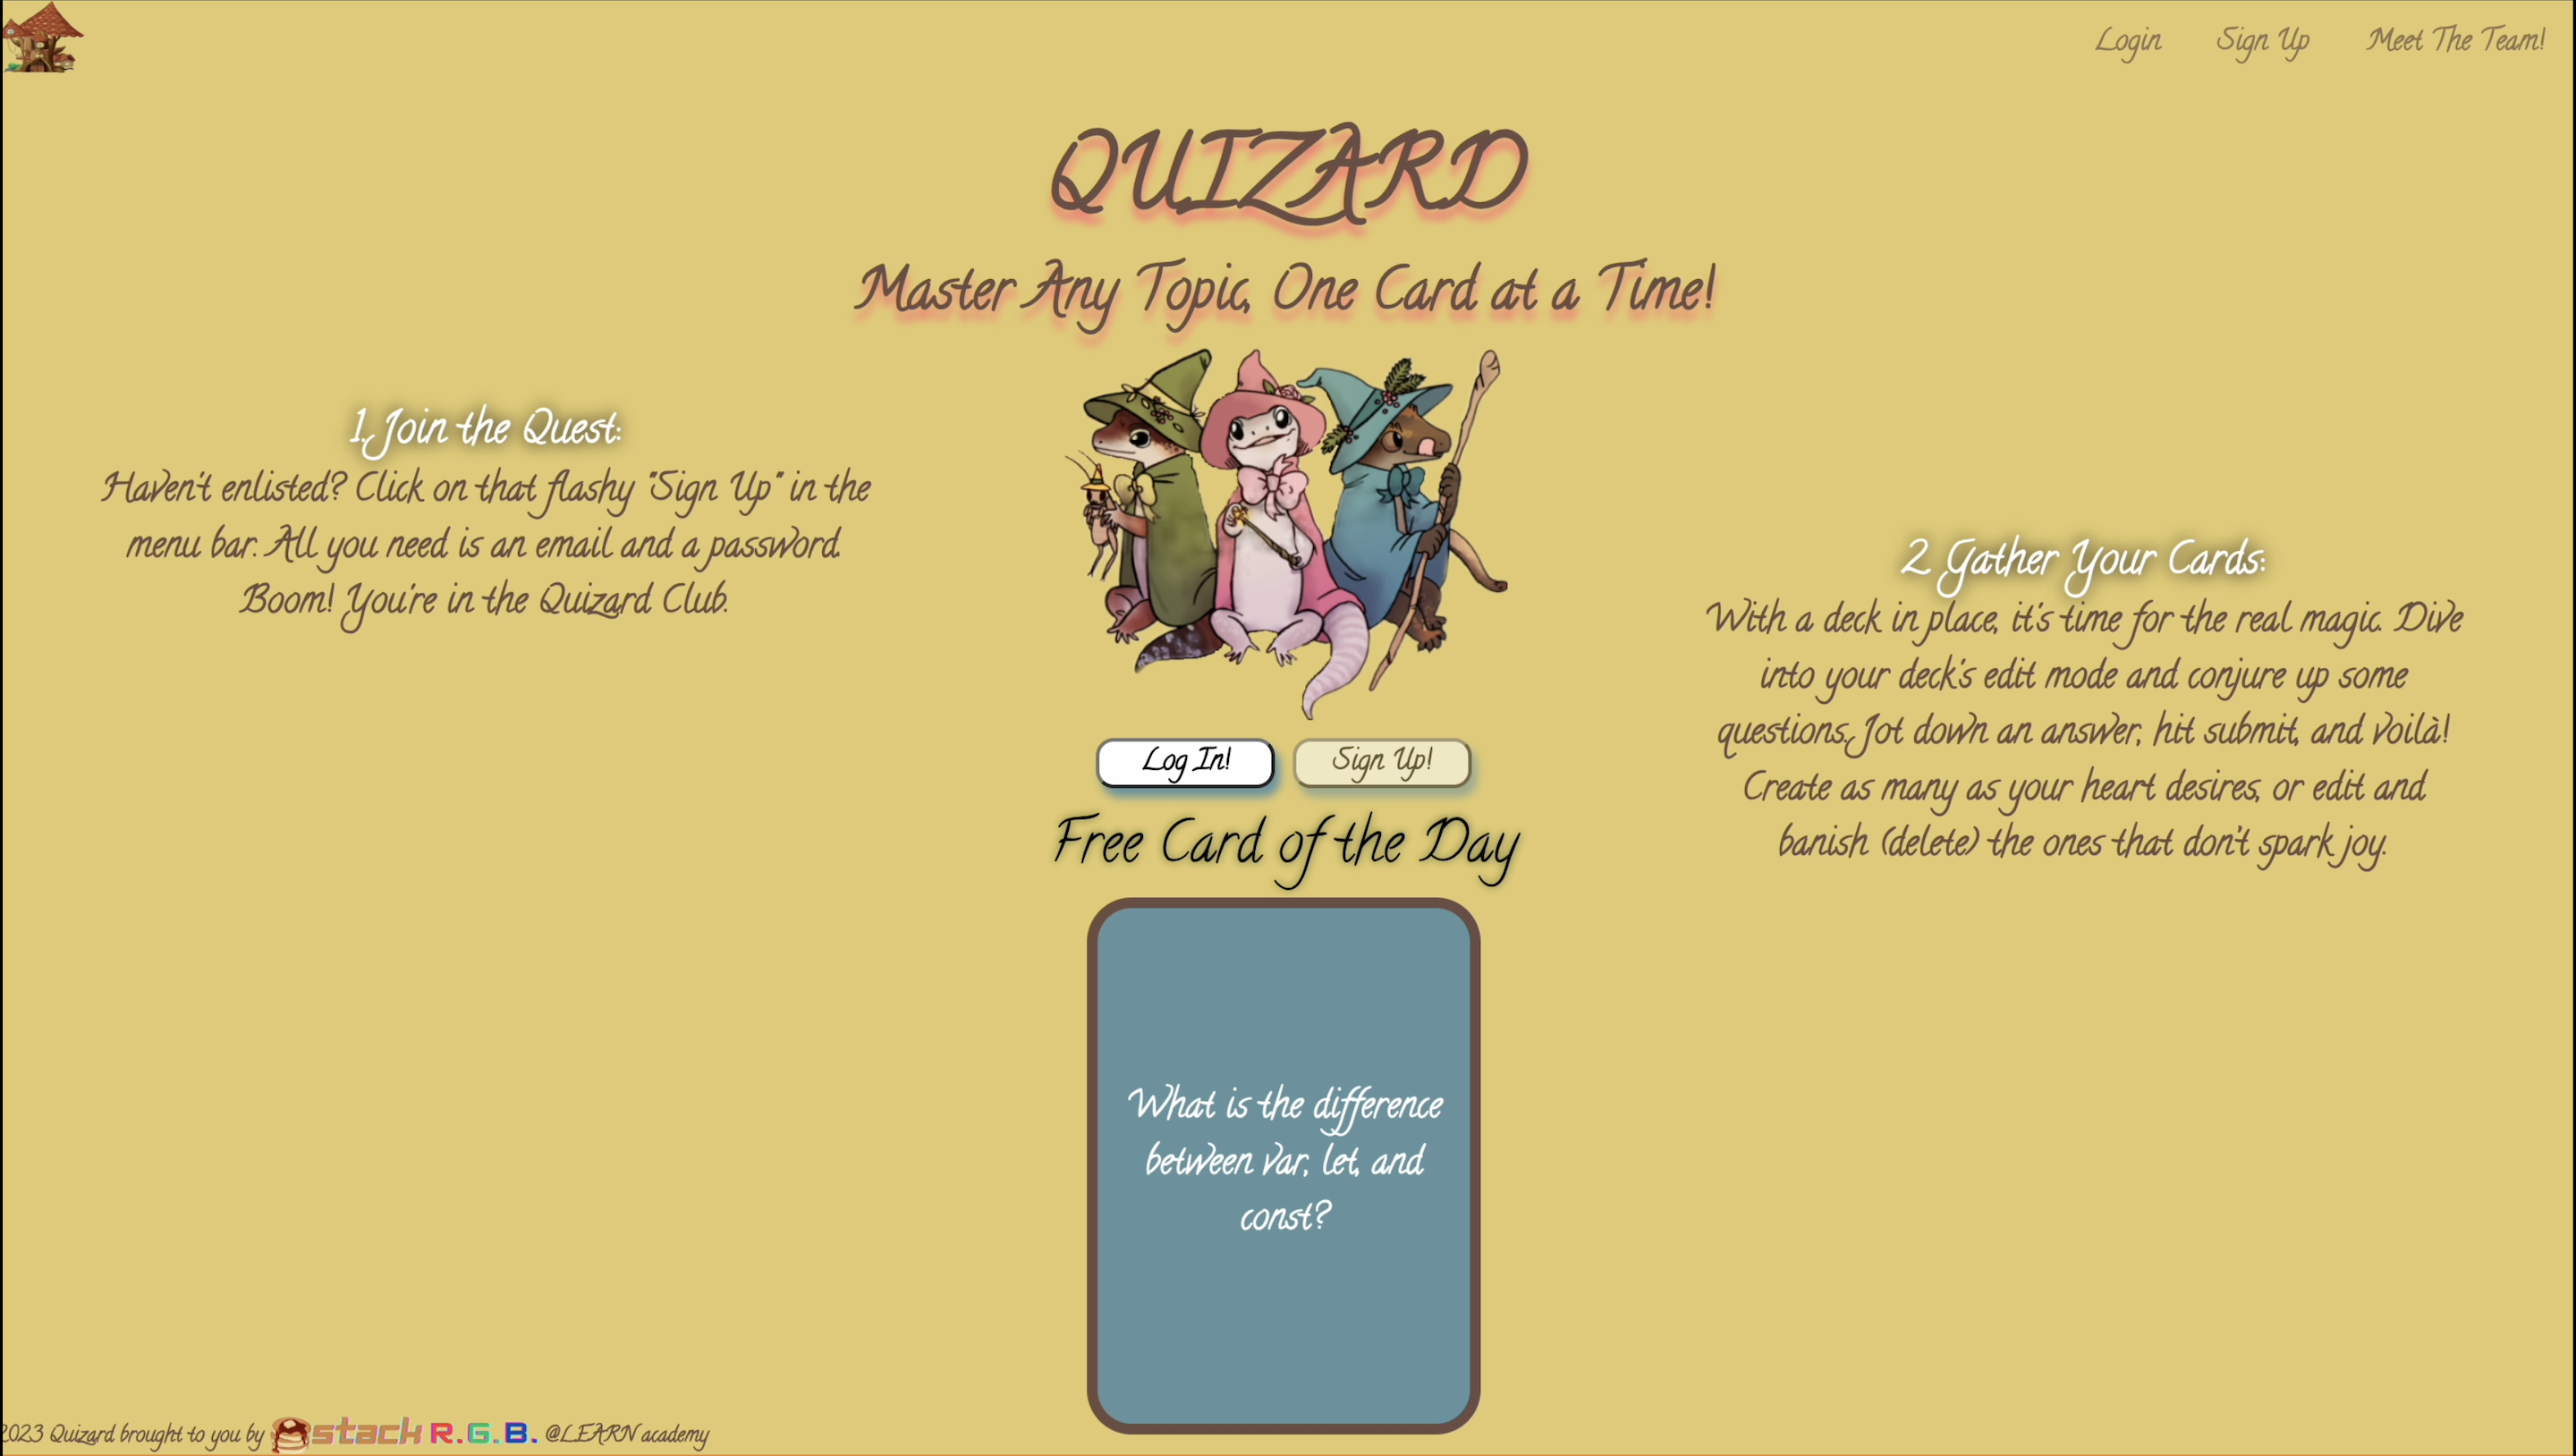 Login
Sign Up
Meet The Team!
QUIZARD
Master Any Topic, One Card at a Time!
1. Join the Quest:
Haven't enlisted? Click on that flashy "Sign Up" in the
menu bar. All you need is an email and a password.
Boom! You're in the Quizard Club.
2. Gather Your Cards:
With a deck in place, it's time for the real magic. Dive
into your deck's edit mode and conjure up some
questions. Jot down an answer, hit submit, and voilà!
Create as many as your heart desires, or edit and
banish (delete) the ones that don't spark joy.
Log In!
Sign Up!
Free Card of the Day
What is the difference
between var, let, and
const?
2023 Quizard brought to you by stack R.G.B. @LEARN academy